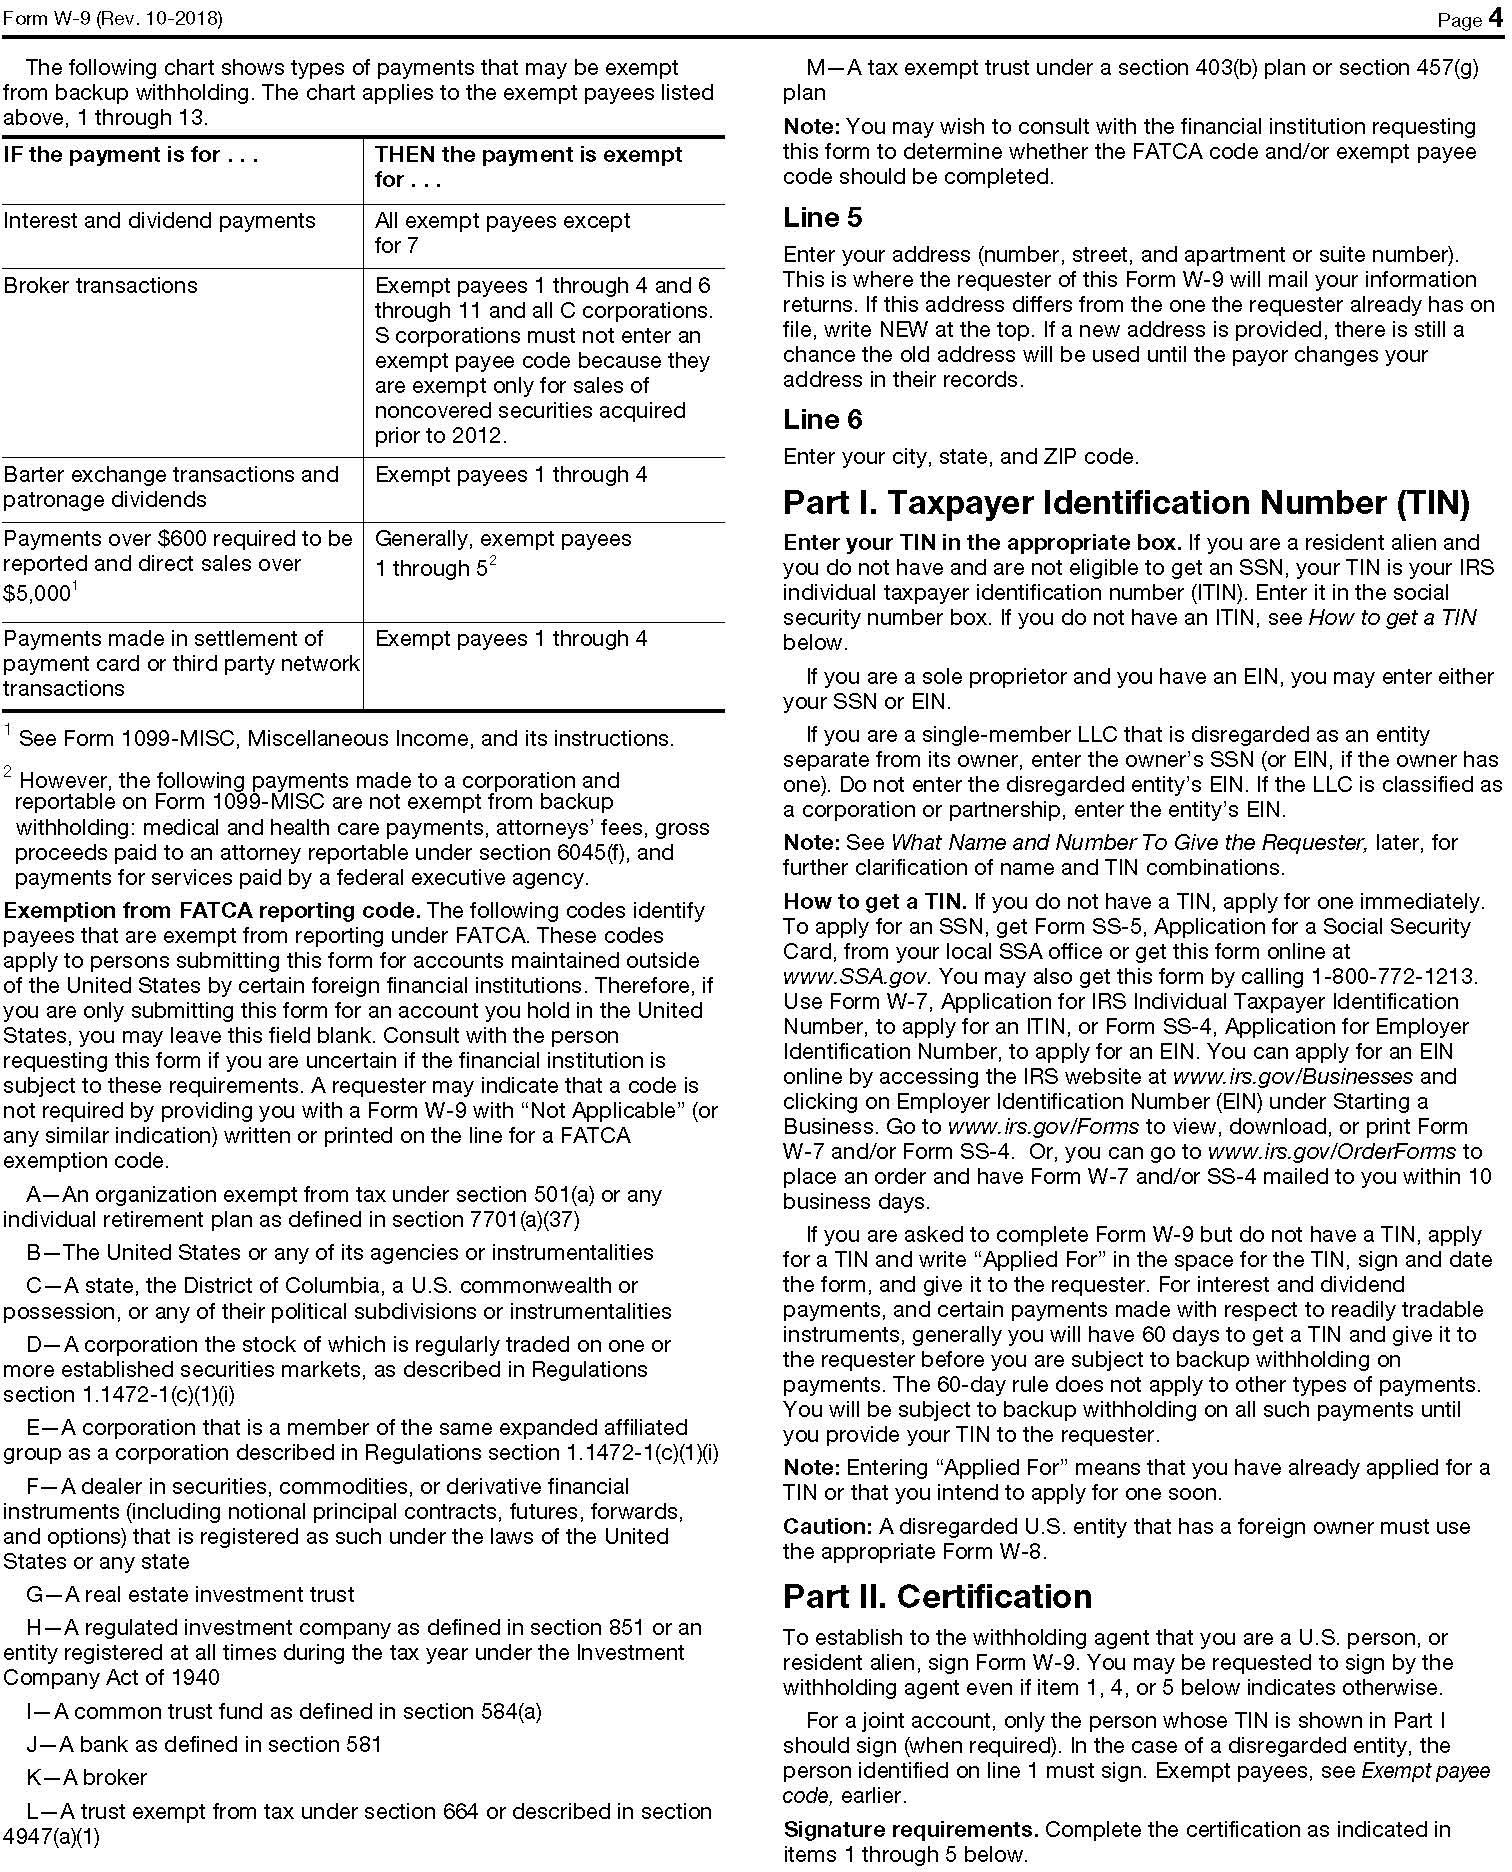 Form W-9 (Rev. 10-2018)
Page 4
The following chart shows types of payments that may be exempt
from backup withholding. The chart applies to the exempt payees listed
above, 1 through 13.
IF the payment is for . . .
THEN the payment is exempt
for . . .
Interest and dividend payments
All exempt payees except
for 7
Broker transactions
Exempt payees 1 through 4 and 6
through 11 and all C corporations.
S corporations must not enter an
exempt payee code because they
are exempt only for sales of
noncovered securities acquired
prior to 2012.
Barter exchange transactions and
patronage dividends
Exempt payees 1 through 4
Payments over $600 required to be
reported and direct sales over
$5,000¹
Generally, exempt payees
1 through 5²
Payments made in settlement of
payment card or third party network
transactions
Exempt payees 1 through 4
¹ See Form 1099-MISC, Miscellaneous Income, and its instructions.
² However, the following payments made to a corporation and
reportable on Form 1099-MISC are not exempt from backup
withholding: medical and health care payments, attorneys’ fees, gross
proceeds paid to an attorney reportable under section 6045(f), and
payments for services paid by a federal executive agency.
Exemption from FATCA reporting code. The following codes identify
payees that are exempt from reporting under FATCA. These codes
apply to persons submitting this form for accounts maintained outside
of the United States by certain foreign financial institutions. Therefore, if
you are only submitting this form for an account you hold in the United
States, you may leave this field blank. Consult with the person
requesting this form if you are uncertain if the financial institution is
subject to these requirements. A requester may indicate that a code is
not required by providing you with a Form W-9 with “Not Applicable” (or
any similar indication) written or printed on the line for a FATCA
exemption code.
A—An organization exempt from tax under section 501(a) or any
individual retirement plan as defined in section 7701(a)(37)
B—The United States or any of its agencies or instrumentalities
C—A state, the District of Columbia, a U.S. commonwealth or
possession, or any of their political subdivisions or instrumentalities
D—A corporation the stock of which is regularly traded on one or
more established securities markets, as described in Regulations
section 1.1472-1(c)(1)(i)
E—A corporation that is a member of the same expanded affiliated
group as a corporation described in Regulations section 1.1472-1(c)(1)(i)
F—A dealer in securities, commodities, or derivative financial
instruments (including notional principal contracts, futures, forwards,
and options) that is registered as such under the laws of the United
States or any state
G—A real estate investment trust
H—A regulated investment company as defined in section 851 or an
entity registered at all times during the tax year under the Investment
Company Act of 1940
I—A common trust fund as defined in section 584(a)
J—A bank as defined in section 581
K—A broker
L—A trust exempt from tax under section 664 or described in section
4947(a)(1)
M—A tax exempt trust under a section 403(b) plan or section 457(g)
plan
Note: You may wish to consult with the financial institution requesting
this form to determine whether the FATCA code and/or exempt payee
code should be completed.
Line 5
Enter your address (number, street, and apartment or suite number).
This is where the requester of this Form W-9 will mail your information
returns. If this address differs from the one the requester already has on
file, write NEW at the top. If a new address is provided, there is still a
chance the old address will be used until the payor changes your
address in their records.
Line 6
Enter your city, state, and ZIP code.
Part I. Taxpayer Identification Number (TIN)
Enter your TIN in the appropriate box. If you are a resident alien and
you do not have and are not eligible to get an SSN, your TIN is your IRS
individual taxpayer identification number (ITIN). Enter it in the social
security number box. If you do not have an ITIN, see How to get a TIN
below.
If you are a sole proprietor and you have an EIN, you may enter either
your SSN or EIN.
If you are a single-member LLC that is disregarded as an entity
separate from its owner, enter the owner’s SSN (or EIN, if the owner has
one). Do not enter the disregarded entity’s EIN. If the LLC is classified as
a corporation or partnership, enter the entity’s EIN.
Note: See What Name and Number To Give the Requester, later, for
further clarification of name and TIN combinations.
How to get a TIN. If you do not have a TIN, apply for one immediately.
To apply for an SSN, get Form SS-5, Application for a Social Security
Card, from your local SSA office or get this form online at
www.SSA.gov. You may also get this form by calling 1-800-772-1213.
Use Form W-7, Application for IRS Individual Taxpayer Identification
Number, to apply for an ITIN, or Form SS-4, Application for Employer
Identification Number, to apply for an EIN. You can apply for an EIN
online by accessing the IRS website at www.irs.gov/Businesses and
clicking on Employer Identification Number (EIN) under Starting a
Business. Go to www.irs.gov/Forms to view, download, or print Form
W-7 and/or Form SS-4. Or, you can go to www.irs.gov/OrderForms to
place an order and have Form W-7 and/or SS-4 mailed to you within 10
business days.
If you are asked to complete Form W-9 but do not have a TIN, apply
for a TIN and write “Applied For” in the space for the TIN, sign and date
the form, and give it to the requester. For interest and dividend
payments, and certain payments made with respect to readily tradable
instruments, generally you will have 60 days to get a TIN and give it to
the requester before you are subject to backup withholding on
payments. The 60-day rule does not apply to other types of payments.
You will be subject to backup withholding on all such payments until
you provide your TIN to the requester.
Note: Entering “Applied For” means that you have already applied for a
TIN or that you intend to apply for one soon.
Caution: A disregarded U.S. entity that has a foreign owner must use
the appropriate Form W-8.
Part II. Certification
To establish to the withholding agent that you are a U.S. person, or
resident alien, sign Form W-9. You may be requested to sign by the
withholding agent even if item 1, 4, or 5 below indicates otherwise.
For a joint account, only the person whose TIN is shown in Part I
should sign (when required). In the case of a disregarded entity, the
person identified on line 1 must sign. Exempt payees, see Exempt payee
code, earlier.
Signature requirements. Complete the certification as indicated in
items 1 through 5 below.